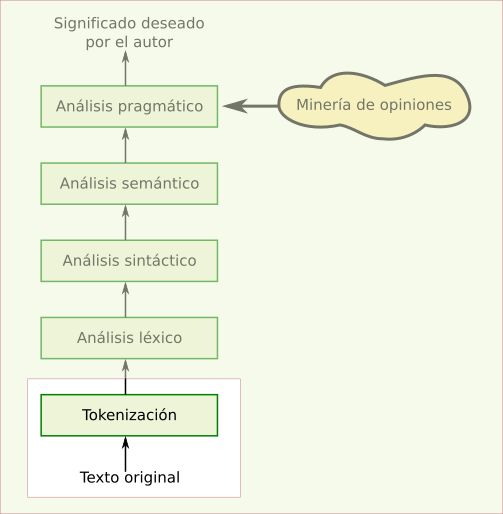 Significado deseado
por el autor
Análisis pragmático
Minería de opiniones
Análisis semántico
Análisis sintáctico
Análisis léxico
Tokenización
Texto original